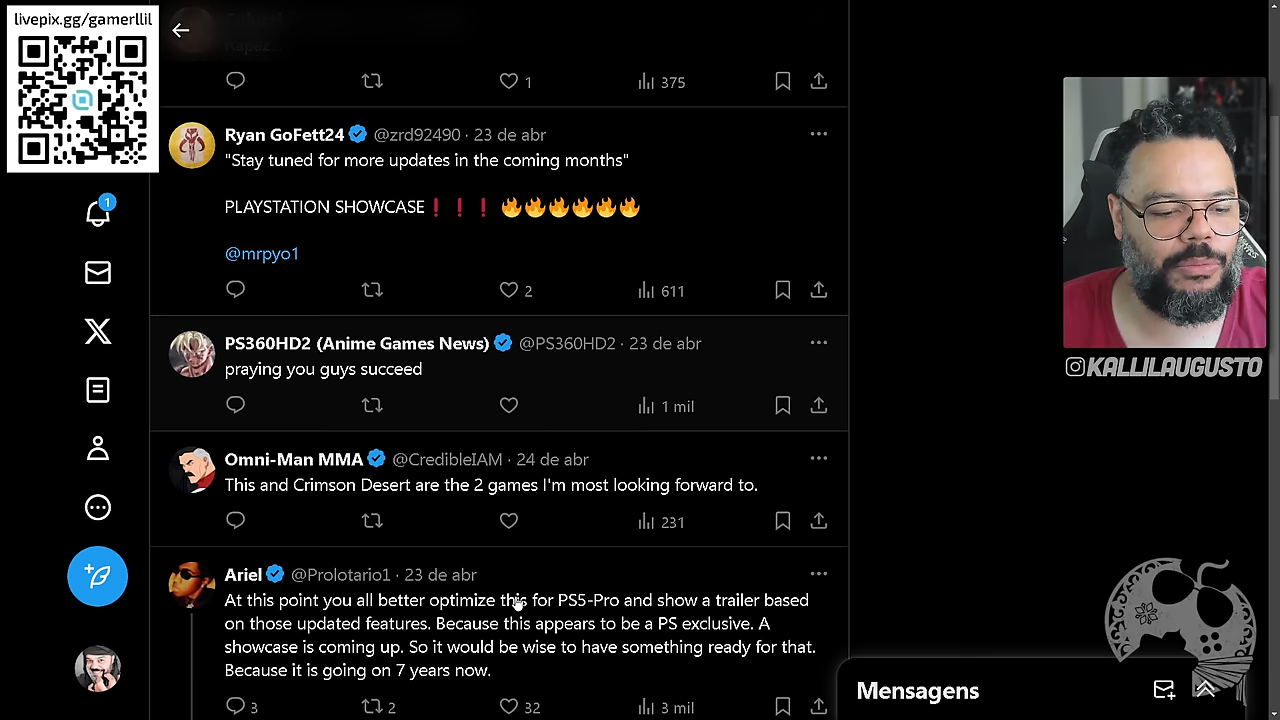 livepix.gg/gamerllil
1 375
Ryan GoFett24 @zrd92490 · 23 de abr
"Stay tuned for more updates in the coming months"
PLAYSTATION SHOWCASE❗❗❗🔥🔥🔥🔥🔥🔥
@mrpyo1
2 611
1
PS360HD2 (Anime Games News) @PS360HD2 · 23 de abr
praying you guys succeed
1 mil
KALLILAUGUSTO
Omni-Man MMA @CredibleIAM · 24 de abr
This and Crimson Desert are the 2 games I'm most looking forward to.
231
Ariel @Prolotario1 · 23 de abr
At this point you all better optimize this for PS5-Pro and show a trailer based
on those updated features. Because this appears to be a PS exclusive. A
showcase is coming up. So it would be wise to have something ready for that.
Because it is going on 7 years now.
3 2 32 3 mil
Mensagens